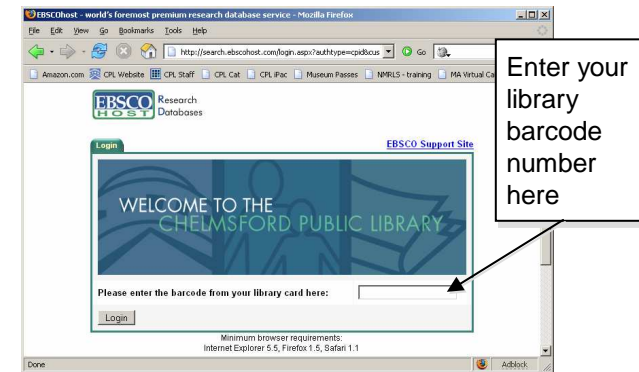 EBSCOhost - world's foremost premium research database service - Mozilla Firefox
File Edit View Go Bookmarks Tools Help
http://search.ebscohost.com/login.aspx?authtype=cpid&cus Go
Amazon.com CPL Website CPL Staff CPL Cat CPL iPac Museum Passes NMRLS - training MA Virtual Ca
EBSCO HOST Research Databases
Login EBSCO Support Site
WELCOME TO THE
CHELMSFORD PUBLIC LIBRARY
Please enter the barcode from your library card here:
Login
Minimum browser requirements:
Internet Explorer 5.5, Firefox 1.5, Safari 1.1
Done Adblock
Enter your
library
barcode
number
here